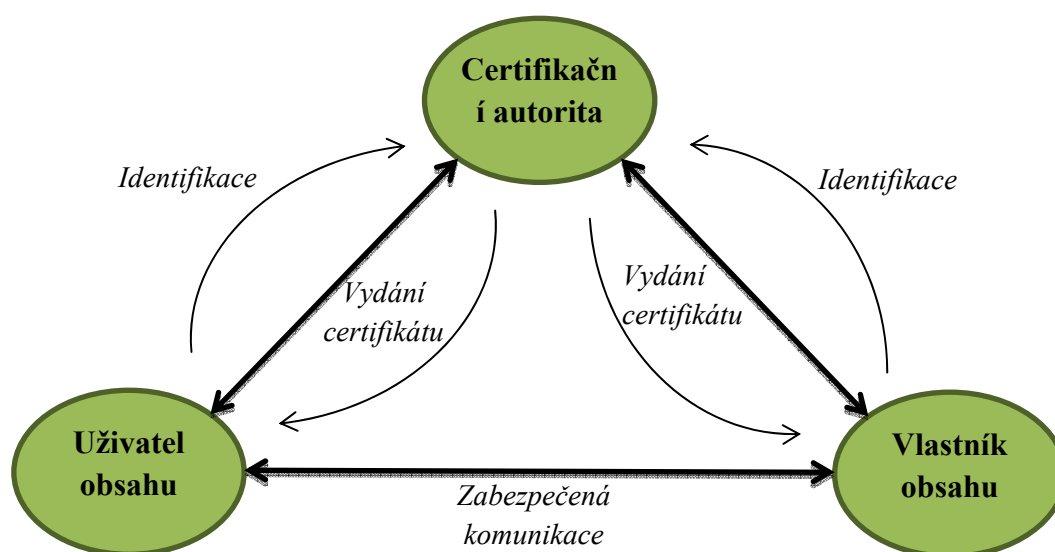 Certifikačn
í autorita
Identifikace
Identifikace
Vydání
certifikátu
Vydání
certifikátu
Uživatel
obsahu
Vlastník
obsahu
Zabezpečená
komunikace